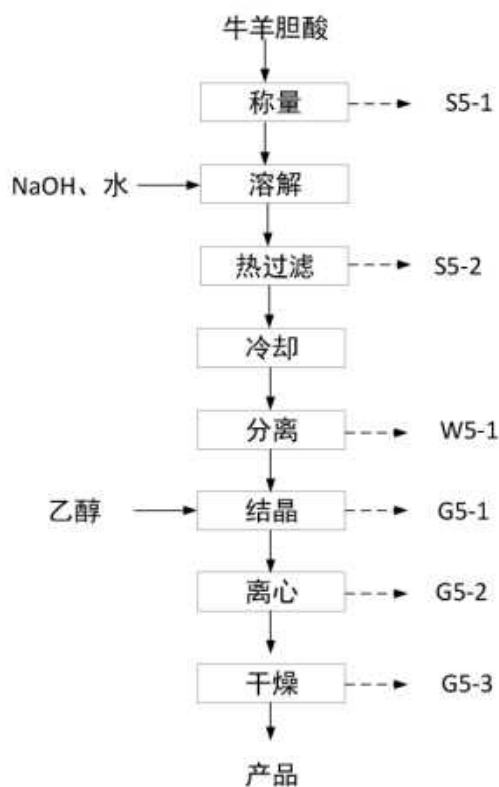 牛羊胆酸
称量
S5-1
NaOH、水
溶解
热过滤
S5-2
冷却
分离
W5-1
乙醇
结晶
G5-1
离心
G5-2
干燥
G5-3
产品